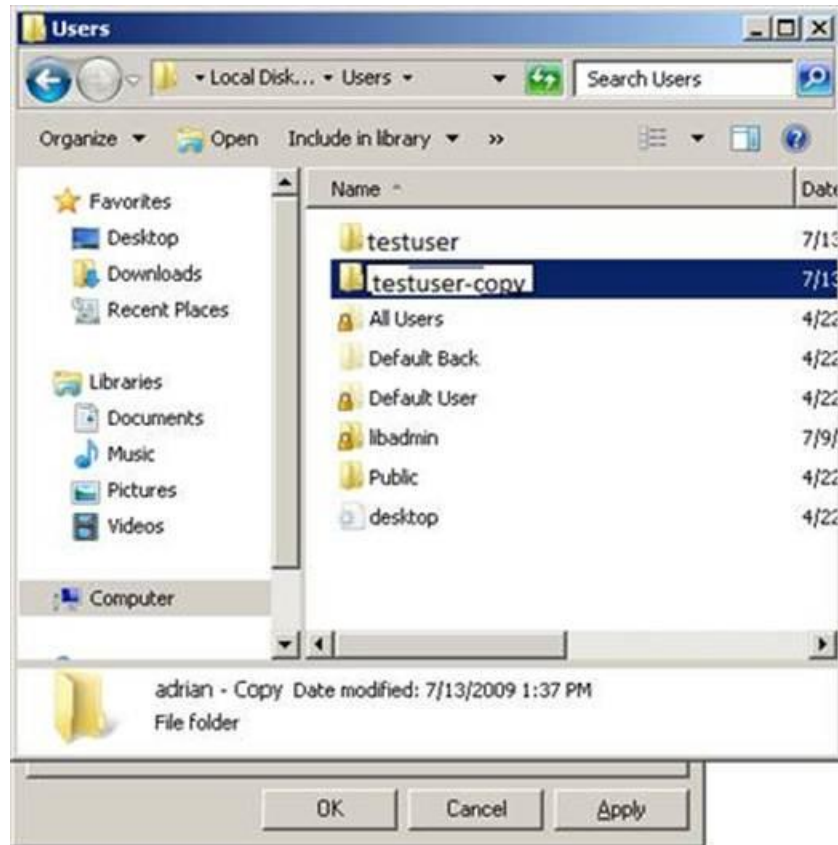 Users
Local Disk... Users
Search Users
Organize Open Include in library »
Favorites
Desktop
Downloads
Recent Places
Libraries
Documents
Music
Pictures
Videos
Computer
Name Date
testuser 7/13
testuser-copy 7/13
All Users 4/22
Default Back 4/22
Default User 4/22
libadmin 7/9/
Public 4/22
desktop 4/22
adrian - Copy Date modified: 7/13/2009 1:37 PM
File folder
OK Cancel Apply